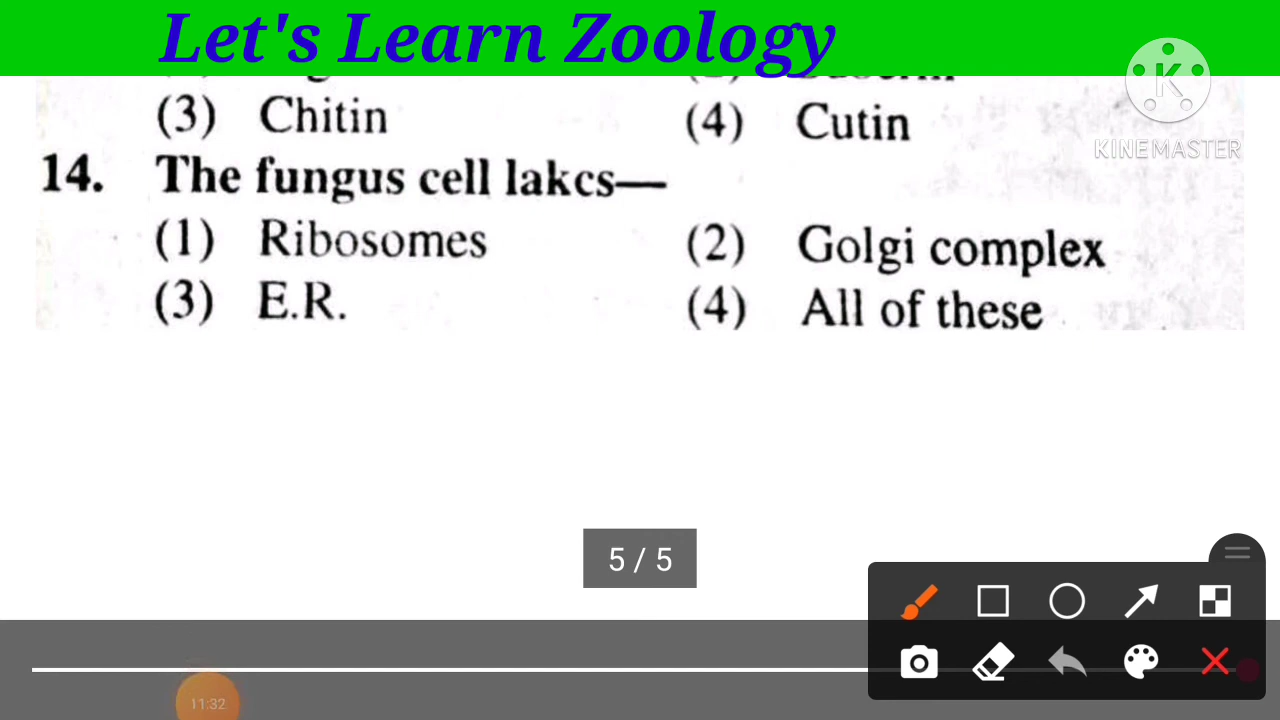 Let's Learn Zoology
KINEMASTER
(3) Chitin (4) Cutin
14. The fungus cell lakcs—
(1) Ribosomes (2) Golgi complex
(3) E.R. (4) All of these
5 / 5
11:32